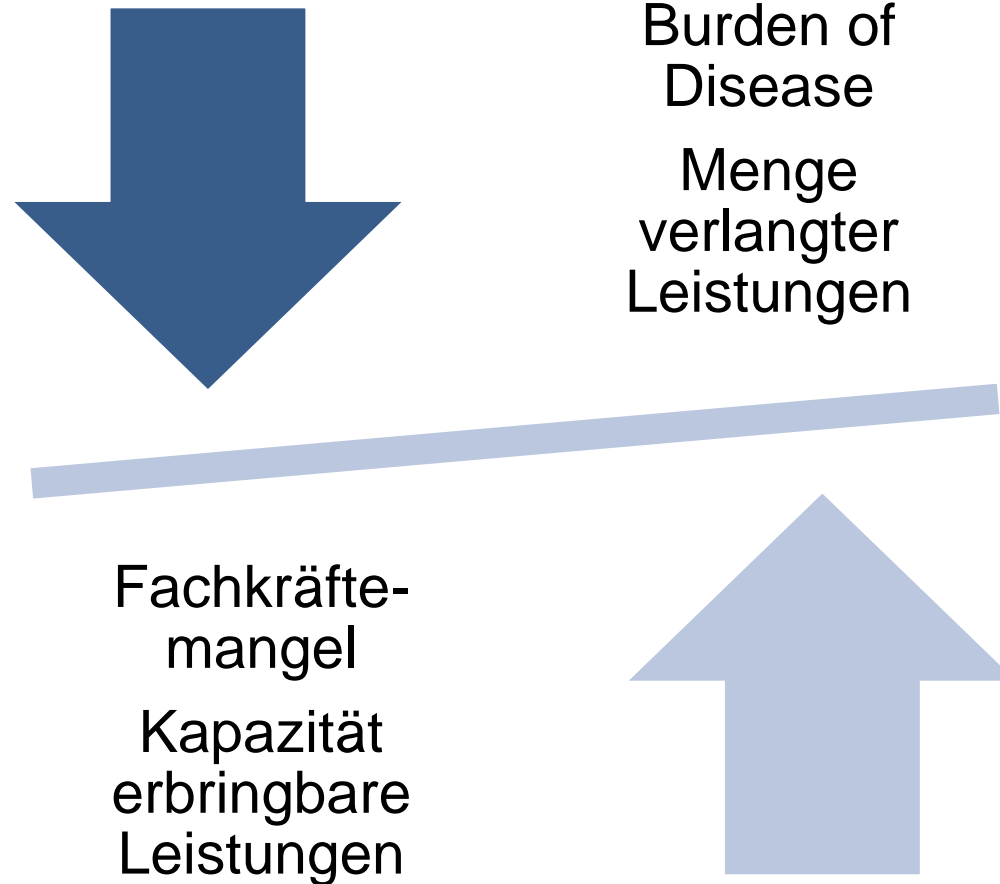 Burden of
Disease
Menge
verlangter
Leistungen
Fachkräfte-
mangel
Kapazität
erbringbare
Leistungen